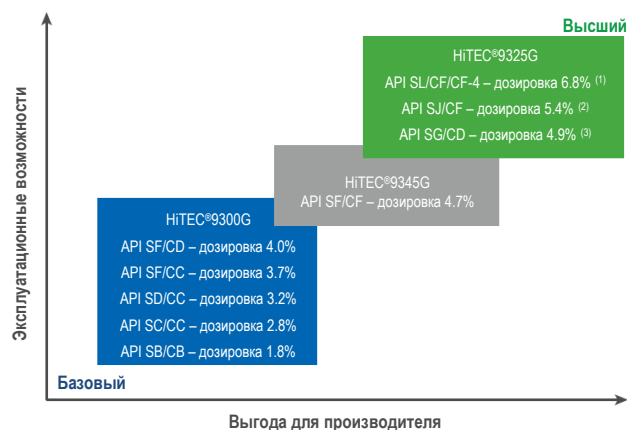 Высший
HiTEC®9325G
API SL/CF/CF-4 – дозировка 6.8% (1)
API SJ/CF – дозировка 5.4% (2)
API SG/CD – дозировка 4.9% (3)
HiTEC®9345G
API SF/CF – дозировка 4.7%
HiTEC®9300G
API SF/CD – дозировка 4.0%
API SF/CC – дозировка 3.7%
API SD/CC – дозировка 3.2%
API SC/CC – дозировка 2.8%
API SB/CB – дозировка 1.8%
Базовый
Эксплуатационные возможности
Выгода для производителя